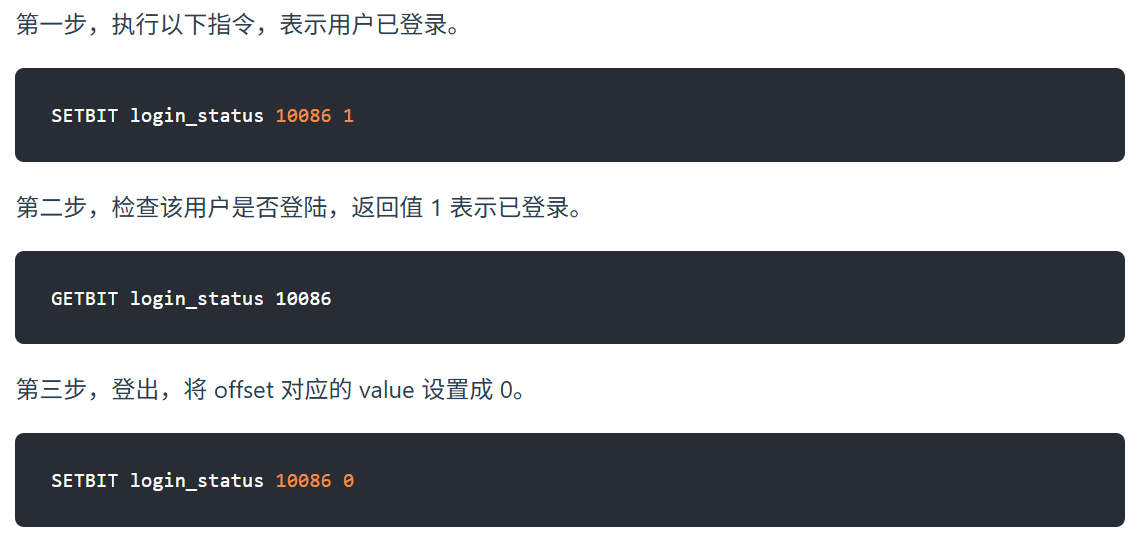 第一步，执行以下指令，表示用户已登录。
SETBIT login_status 10086 1
第二步，检查该用户是否登陆，返回值 1 表示已登录。
GETBIT login_status 10086
第三步，登出，将 offset 对应的 value 设置成 0。
SETBIT login_status 10086 0